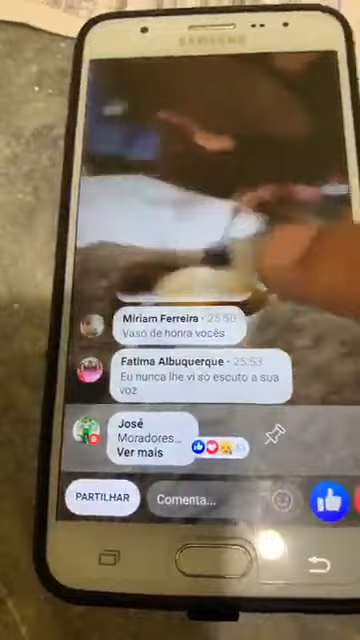 SAMSUNG
Miriam Ferreira · 25:50
Vaso de honra vocês
Fatima Albuquerque · 25:53
Eu nunca lhe vi so escuto a sua
voz
José
Moradores...
Ver mais
PARTILHAR
Comenta...